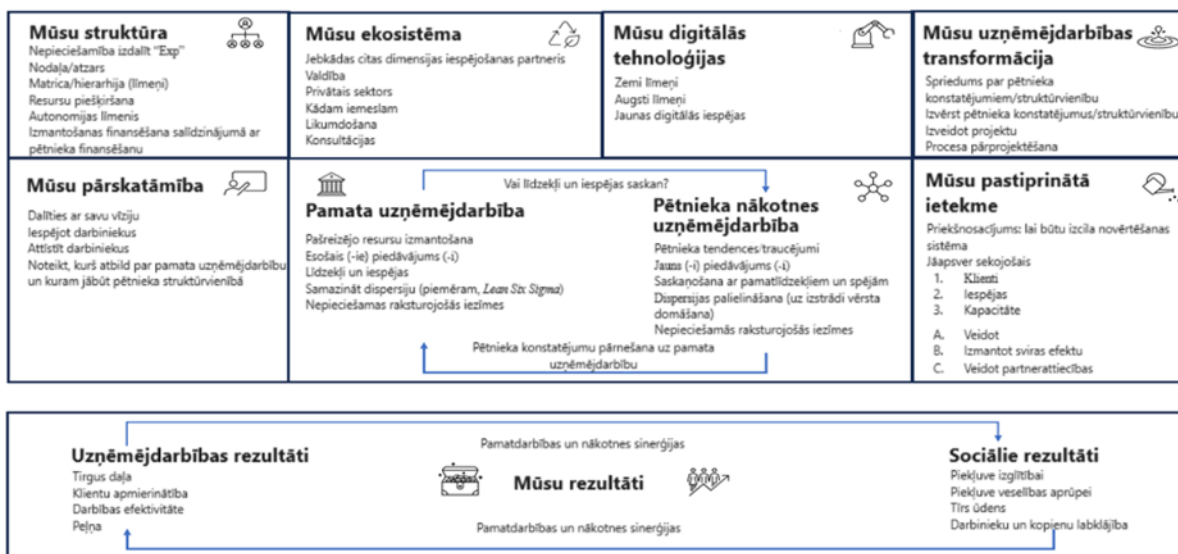 Mūsu struktūra
Nepieciešamība izdalīt “Exp”
Nodaļa/atzars
Matrica/hierarhija (līmeņi)
Resursu piešķiršana
Autonomijas līmenis
Izmantošanas finansēšana salīdzinājumā ar
pētnieka finansēšanu
Mūsu ekosistēma
Jebkādas citas dimensijas iespējošanas partneris
Valdība
Privātais sektors
Kādam iemeslam
Likumdošana
Konsultācijas
Mūsu digitālās
tehnoloģijas
Zemi līmeņi
Augsti līmeņi
Jaunas digitālās iespējas
Mūsu uzņēmējdarbības
transformācija
Spriedums par pētnieka
konstatējumiem/struktūrvienību
Izvērst pētnieka konstatējumus/struktūrvienību
Izveidot projektu
Procesa pārprojektēšana
Mūsu pārskatāmība
Dalīties ar savu vīziju
Iespējot darbiniekus
Attīstīt darbiniekus
Noteikt, kurš atbild par pamata uzņēmējdarbību
un kuram jābūt pētnieka struktūrvienībā
Vai līdzekļi un iespējas saskan?
Pamata uzņēmējdarbība
Pašreizējo resursu izmantošana
Esošais (-ie) piedāvājums (-i)
Līdzekļi un iespējas
Samazināt dispersiju (piemēram, Lean Six Sigma)
Nepieciešamas raksturojošās iezīmes
Pētnieka nākotnes
uzņēmējdarbība
Pētnieka tendences/traucējumi
Jauns (-i) piedāvājums (-i)
Saskaņošana ar pamatlīdzekļiem un spējām
Dispersijas palielināšana (uz izstrādi vērsta
domāšana)
Nepieciešamās raksturojošās iezīmes
Pētnieka konstatējumu pārnešana uz pamata
uzņēmējdarbību
Mūsu pastiprinātā
ietekme
Priekšnosacījums: lai būtu izcila novērtēšanas
sistēma
Jāapsver sekojošais
1. Klienti
2. Iespējas
3. Kapacitāte
A. Veidot
B. Izmantot sviras efektu
C. Veidot partnerattiecības
Uzņēmējdarbības rezultāti
Tirgus daļa
Klientu apmierinātība
Darbības efektivitāte
Peļņa
Pamatdarbības un nākotnes sinerģijas
Mūsu rezultāti
Pamatdarbības un nākotnes sinerģijas
Sociālie rezultāti
Piekļuve izglītībai
Piekļuve veselības aprūpei
Tīrs ūdens
Darbinieku un kopienu labklājība